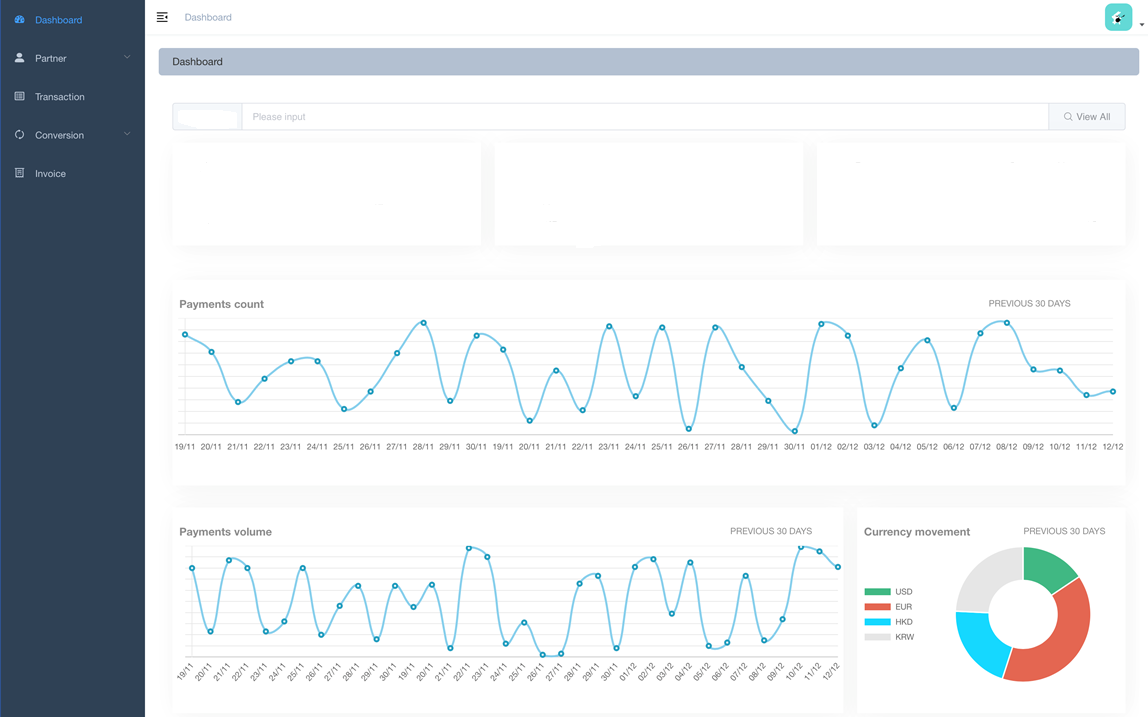 Dashboard
Partner
Transaction
Conversion
Invoice
Dashboard
Dashboard
Please input
View All
Payments count
PREVIOUS 30 DAYS
19/11 20/11 21/11 22/11 23/11 24/11 25/11 26/11 27/11 28/11 29/11 30/11 19/11 20/11 21/11 22/11 23/11 24/11 25/11 26/11 27/11 28/11 29/11 30/11 01/12 02/12 03/12 04/12 05/12 06/12 07/12 08/12 09/12 10/12 11/12 12/12
Payments volume
PREVIOUS 30 DAYS
19/11 20/11 21/11 22/11 23/11 24/11 25/11 26/11 27/11 28/11 29/11 30/11 19/11 20/11 21/11 22/11 23/11 24/11 25/11 26/11 27/11 28/11 29/11 30/11 01/12 02/12 03/12 04/12 05/12 06/12 07/12 08/12 09/12 10/12 11/12 12/12
Currency movement
PREVIOUS 30 DAYS
USD
EUR
HKD
KRW